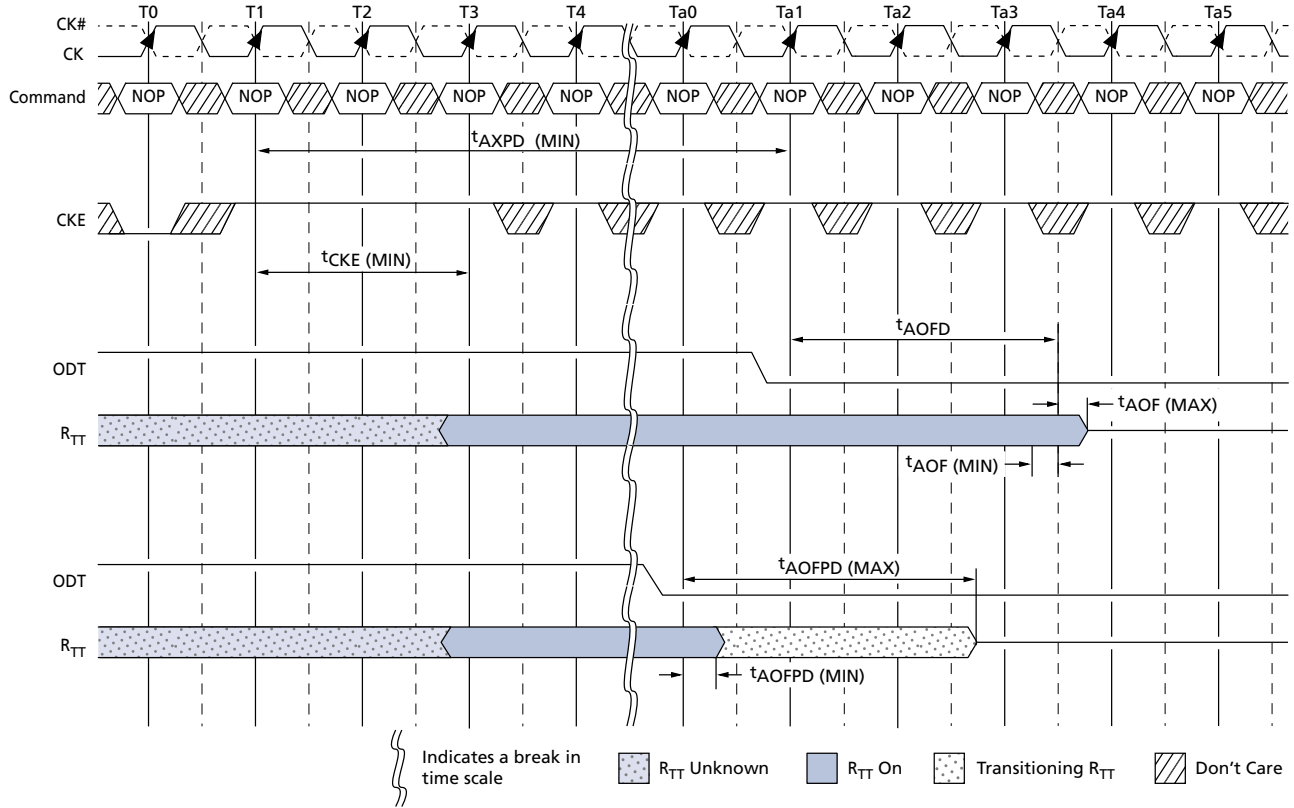 T0 T1 T2 T3 T4 Ta0 Ta1 Ta2 Ta3 Ta4 Ta5
CK#
CK
Command NOP NOP NOP NOP NOP NOP NOP NOP NOP NOP NOP
tAXPD (MIN)
CKE
tCKE (MIN)
tAOFD
ODT
tAOF (MAX)
RTT
tAOF (MIN)
tAOFPD (MAX)
ODT
RTT
tAOFPD (MIN)
Indicates a break in
time scale
RTT Unknown
RTT On
Transitioning RTT
Don't Care